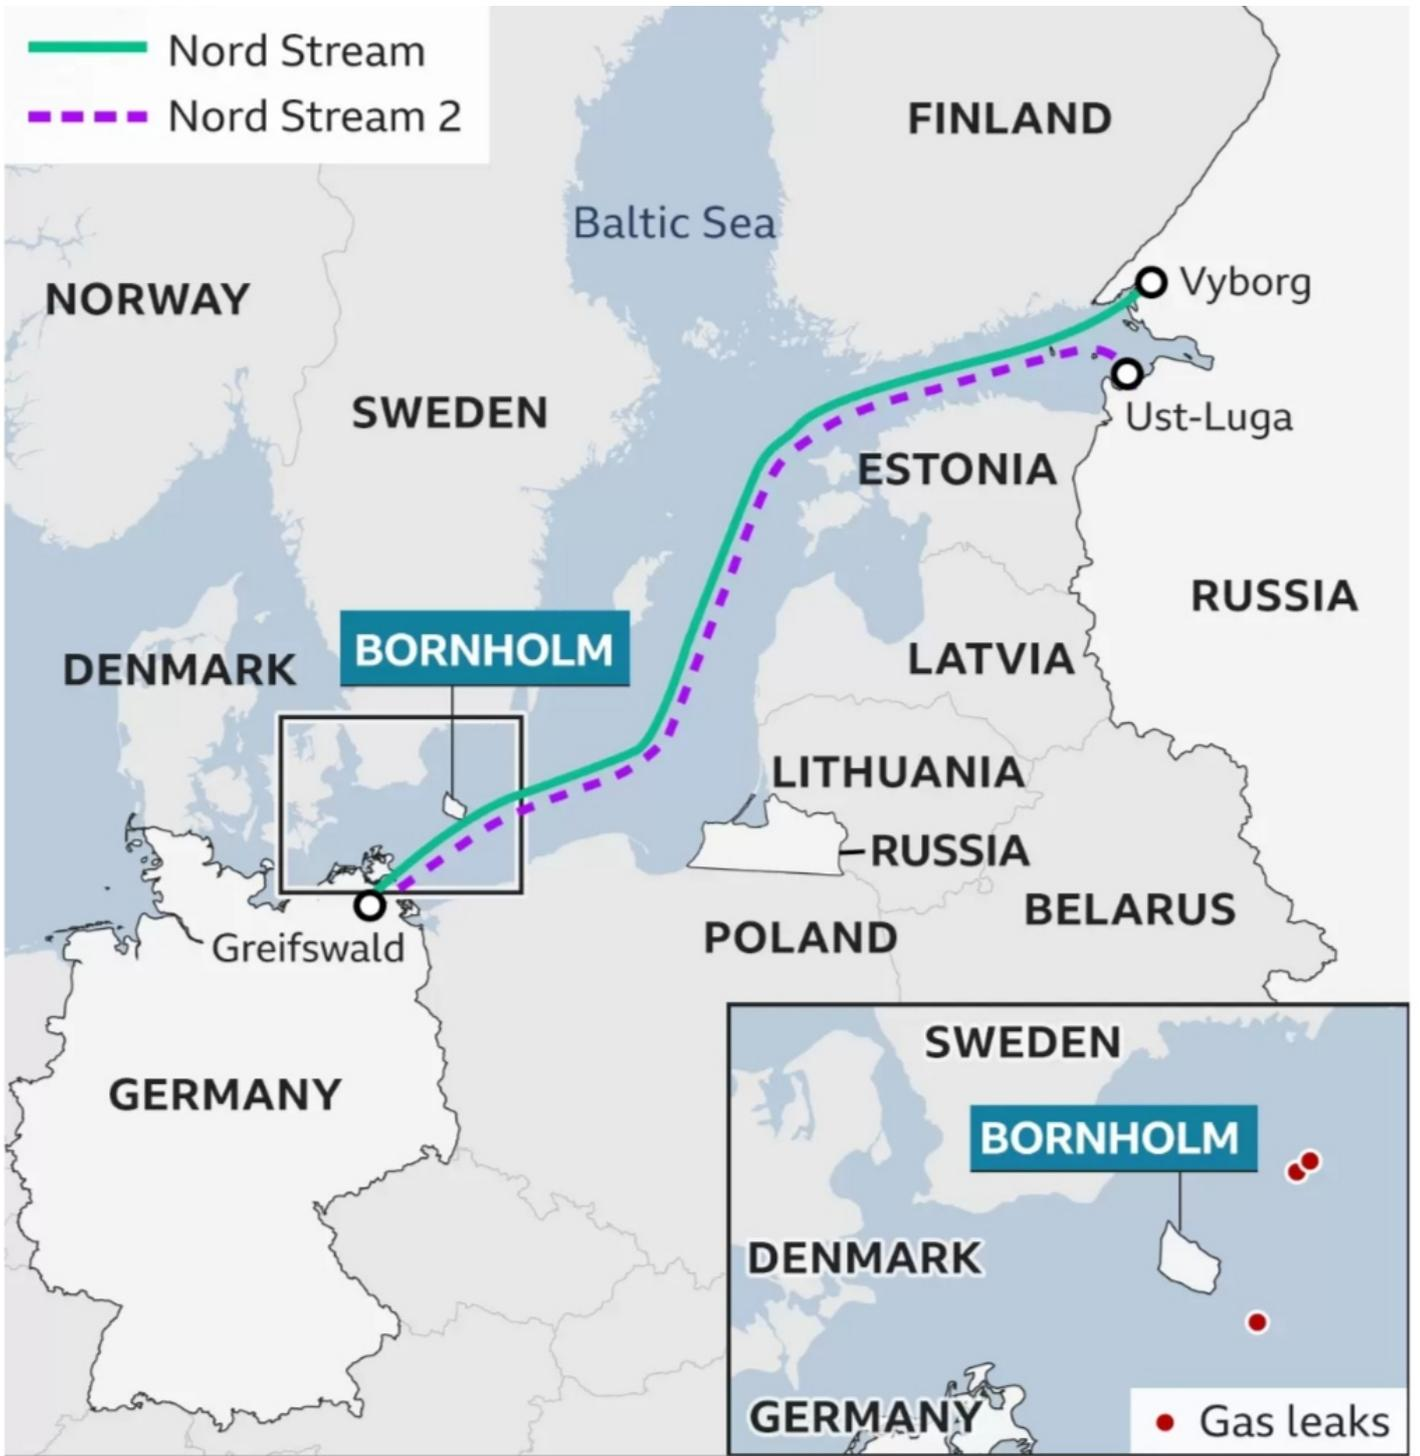 Nord Stream
Nord Stream 2
FINLAND
Baltic Sea
NORWAY
Vyborg
SWEDEN
Ust-Luga
ESTONIA
RUSSIA
BORNHOLM
DENMARK
LATVIA
LITHUANIA
RUSSIA
BELARUS
POLAND
Greifswald
GERMANY
SWEDEN
BORNHOLM
DENMARK
GERMANY
Gas leaks